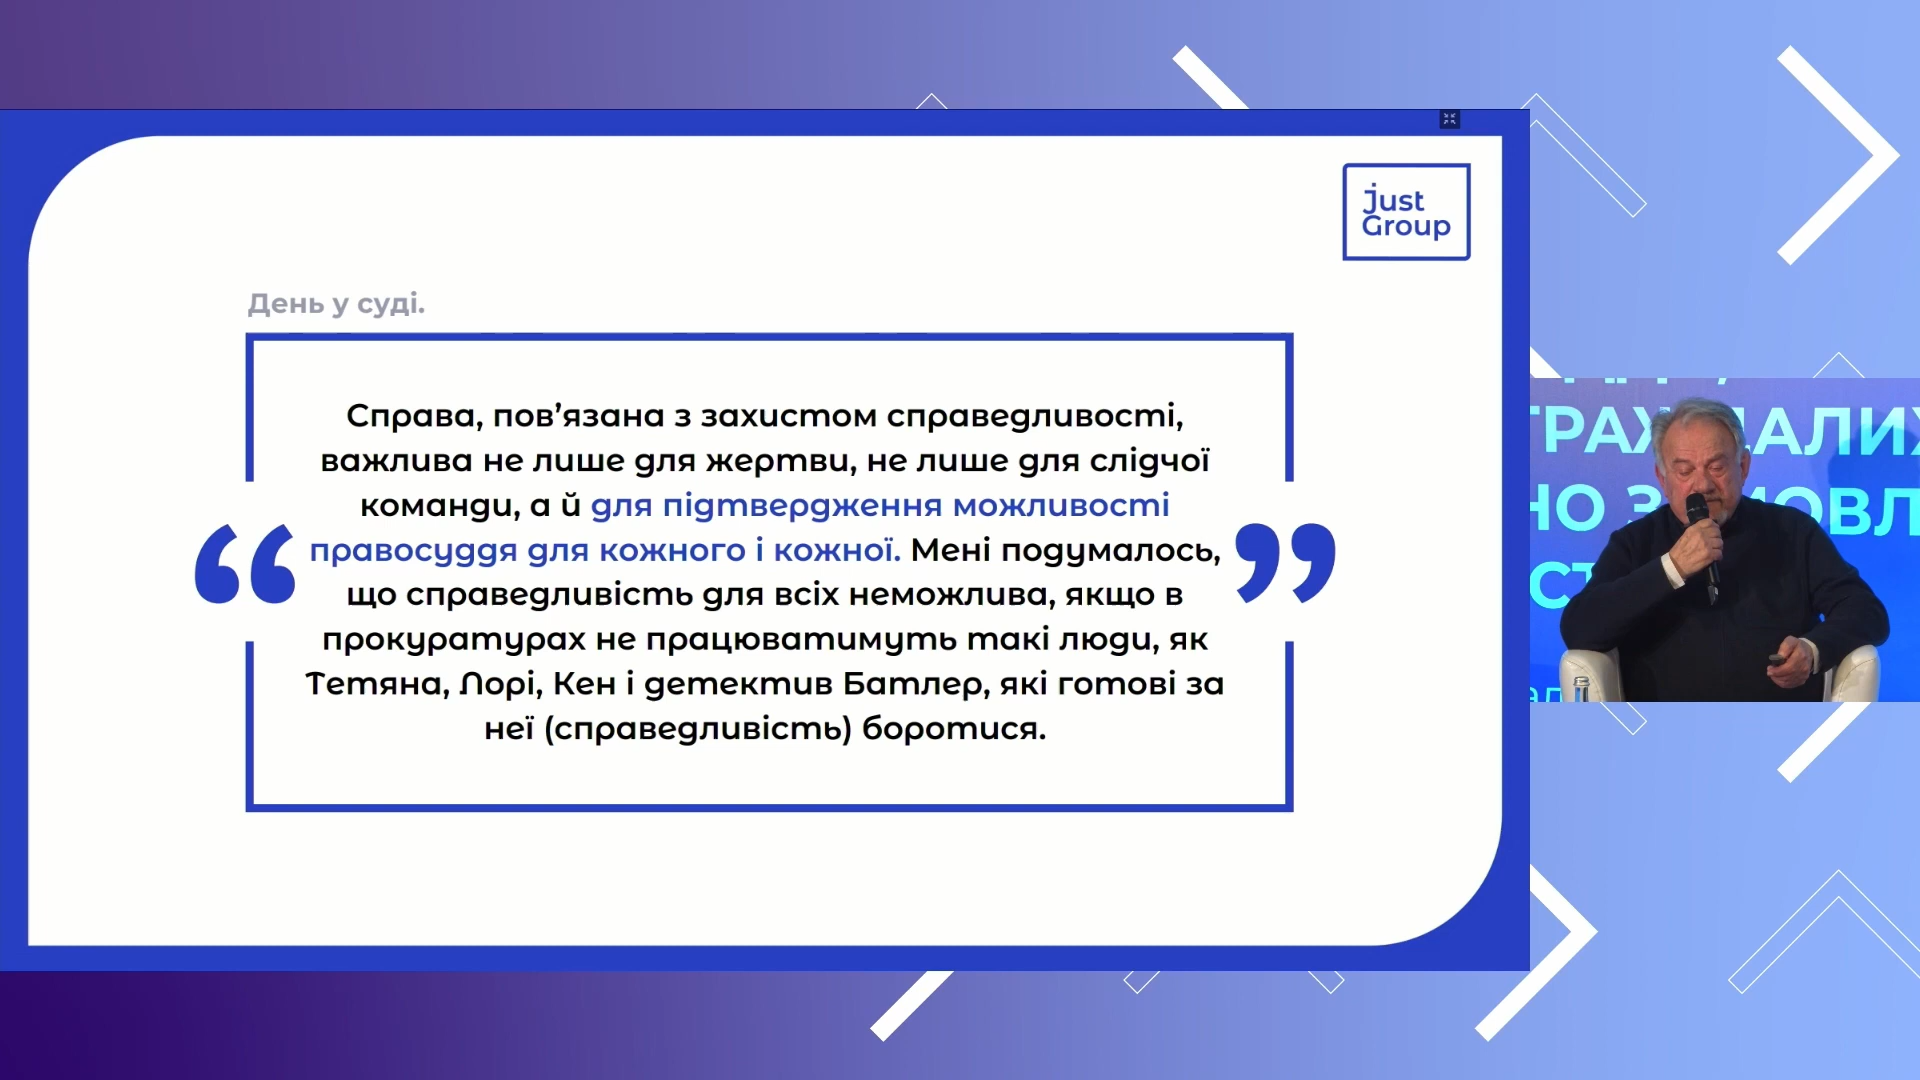 just
Group
День у суді.
Справа, пов’язана з захистом справедливості,
важлива не лише для жертви, не лише для слідчої
команди, а й для підтвердження можливості
правосуддя для кожного і кожної. Мені подумалось,
що справедливість для всіх неможлива, якщо в
прокуратурах не працюватимуть такі люди, як
Тетяна, Лорі, Кен і детектив Батлер, які готові за
неї (справедливість) боротися.